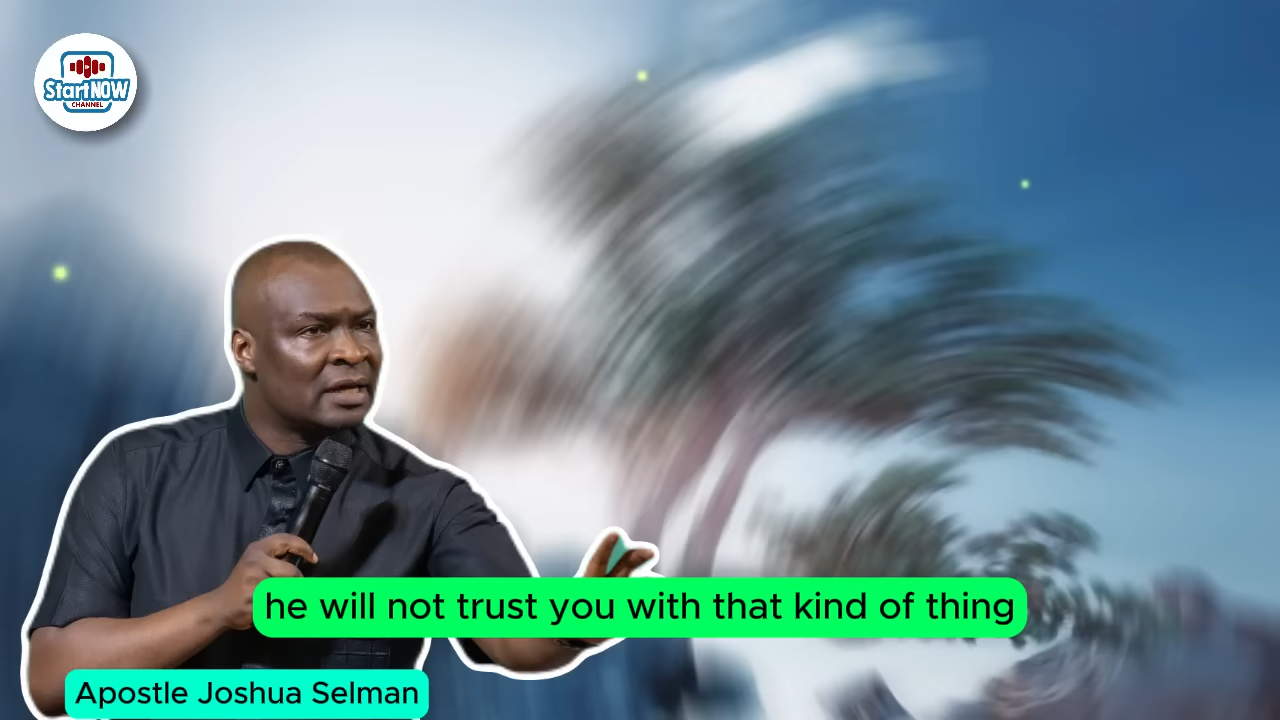 StartNOW
CHANNEL
he will not trust you with that kind of thing
Apostle Joshua Selman